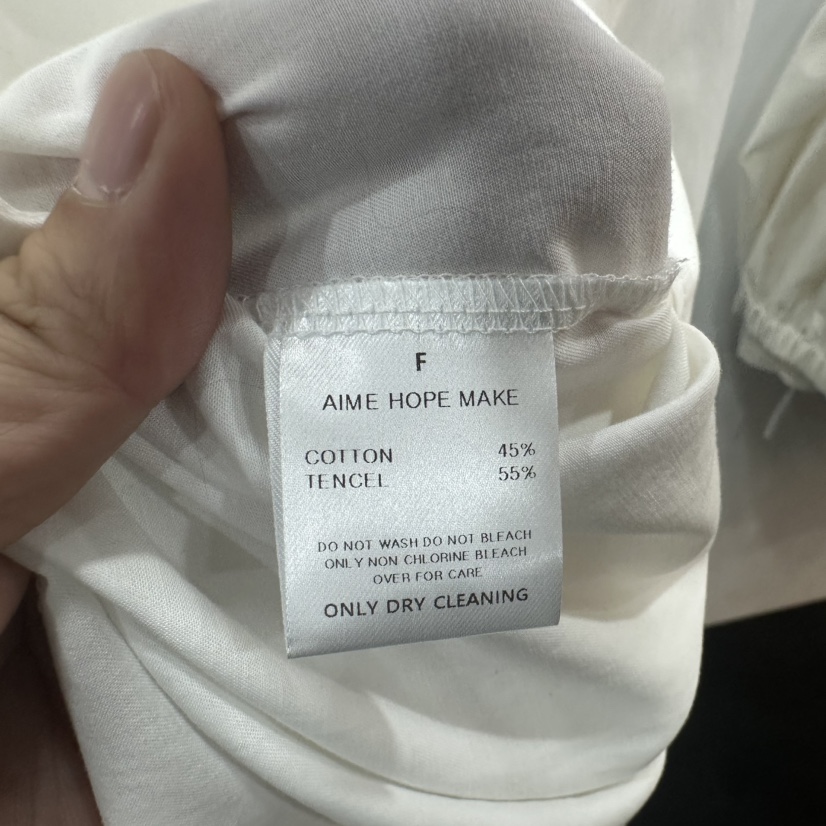 F
AIME HOPE MAKE
COTTON 45%
TENCEL 55%
DO NOT WASH DO NOT BLEACH
ONLY NON CHLORINE BLEACH
OVER FOR CARE
ONLY DRY CLEANING